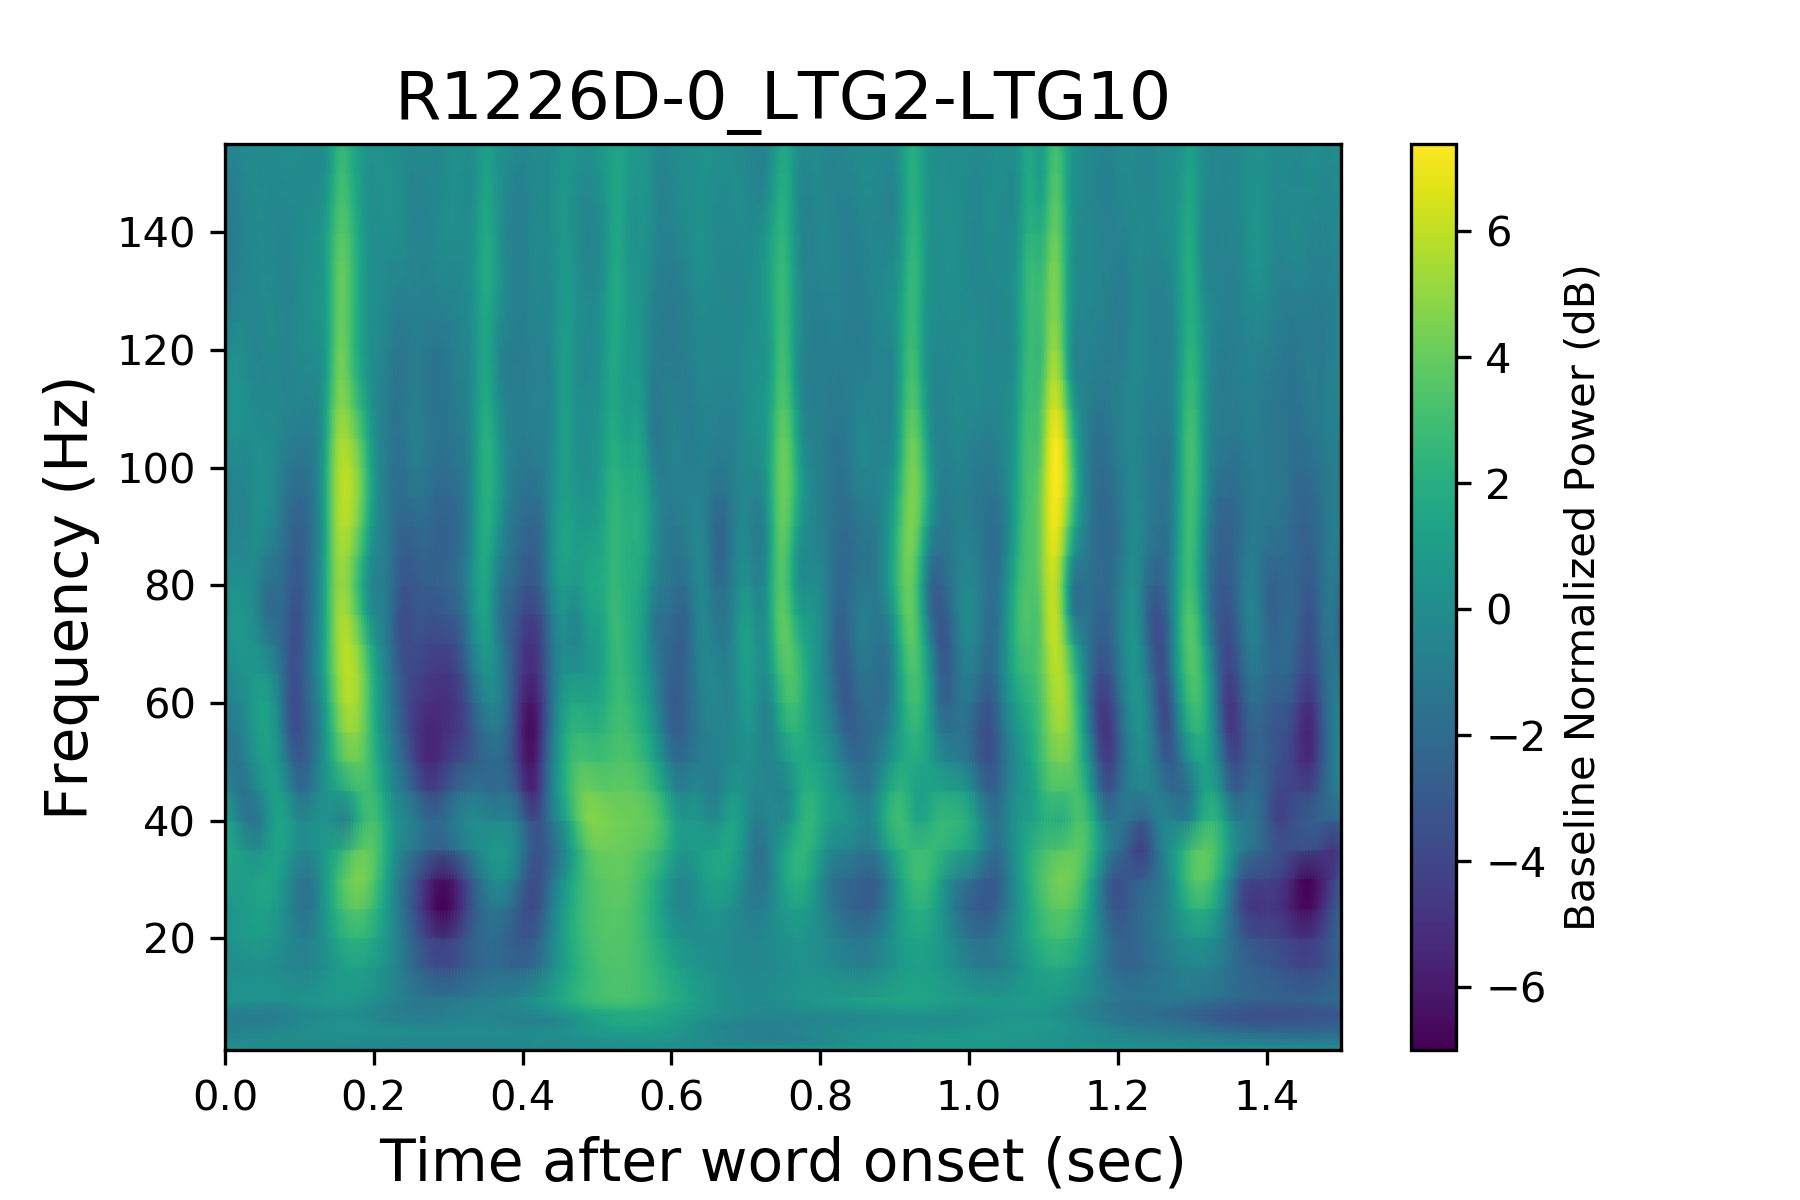 R1226D-0_LTG2-LTG10
Frequency (Hz)
140
120
100
80
60
40
20
0.0 0.2 0.4 0.6 0.8 1.0 1.2 1.4
Time after word onset (sec)
6
4
2
0
−2
−4
−6
Baseline Normalized Power (dB)